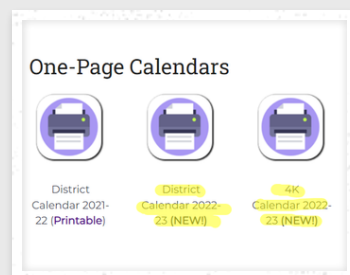 One-Page Calendars
District
Calendar 2021-
22 (Printable)
District
Calendar 2022-
23 (NEW!)
4K
Calendar 2022-
23 (NEW!)